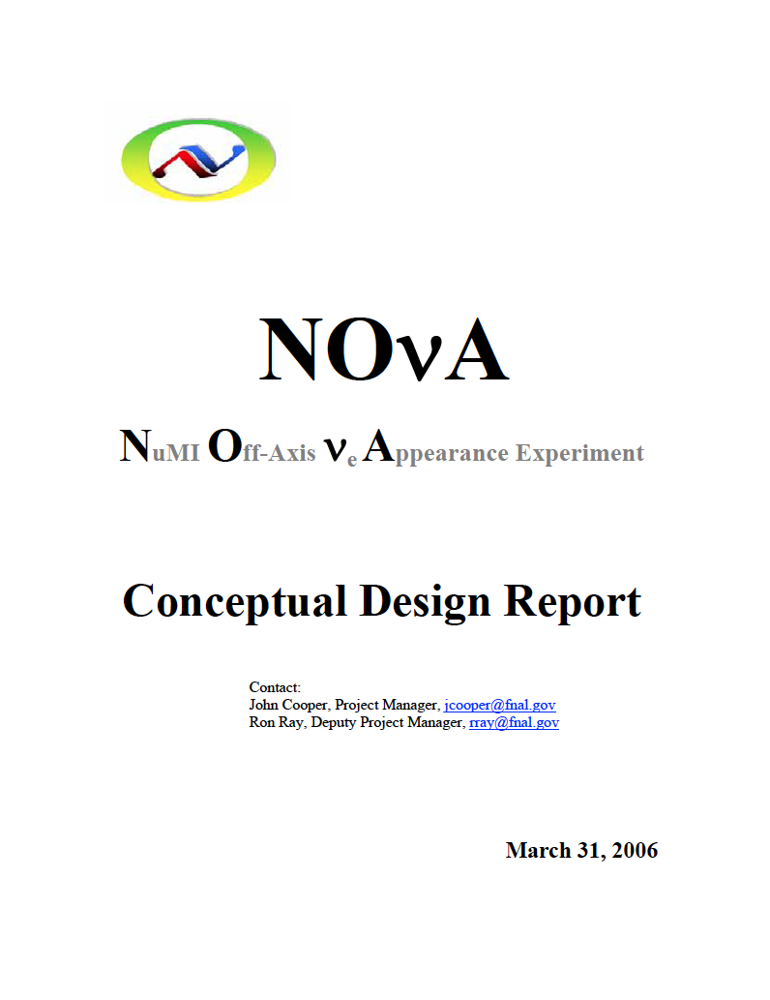 NOνA
NuMI Off-Axis νe Appearance Experiment
Conceptual Design Report
Contact:
John Cooper, Project Manager, jcooper@fnal.gov
Ron Ray, Deputy Project Manager, rray@fnal.gov
March 31, 2006